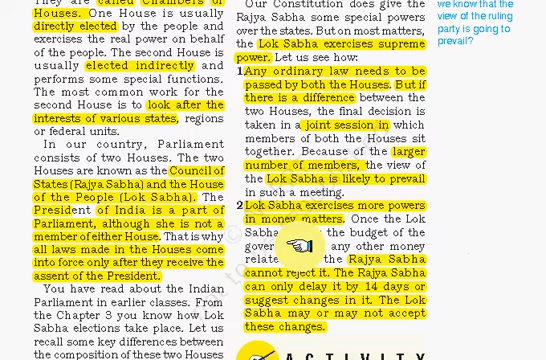 They are called Chambers or
Houses. One House is usually
directly elected by the people and
exercises the real power on behalf
of the people. The second House is
usually elected indirectly and
performs some special functions.
The most common work for the
second House is to look after the
interests of various states, regions
or federal units.
In our country, Parliament
consists of two Houses. The two
Houses are known as the Council of
States (Rajya Sabha) and the House
of the People (Lok Sabha). The
President of India is a part of
Parliament, although she is not a
member of either House. That is why
all laws made in the Houses come
into force only after they receive the
assent of the President.
You have read about the Indian
Parliament in earlier classes. From
the Chapter 3 you know how Lok
Sabha elections take place. Let us
recall some key differences between
the composition of these two Houses
Our Constitution does give the
Rajya Sabha some special powers
over the states. But on most matters,
the Lok Sabha exercises supreme
power. Let us see how:
1 Any ordinary law needs to be
passed by both the Houses. But if
there is a difference between the
two Houses, the final decision is
taken in a joint session in which
members of both the Houses sit
together. Because of the larger
number of members, the view of
the Lok Sabha is likely to prevail
in such a meeting.
2 Lok Sabha exercises more powers
in money matters. Once the Lok
Sabha the budget of the
gover any other money
relate the Rajya Sabha
cannot reject it. The Rajya Sabha
can only delay it by 14 days or
suggest changes in it. The Lok
Sabha may or may not accept
these changes.
ACTIVITY
we know that the
view of the ruling
party is going to
prevail?